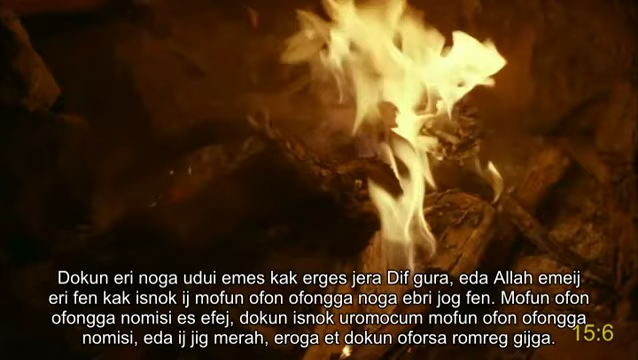 Dokun eri noga udui emes kak erges jera Dif gura, eda Allah emeij
eri fen kak isnok ij mofun ofon ofongga noga ebri jog fen. Mofun ofon
ofongga nomisi es efej, dokun isnok uromocum mofun ofon ofongga
nomisi, eda ij jig merah, eroga et dokun oforsa romreg gijga.
15:6